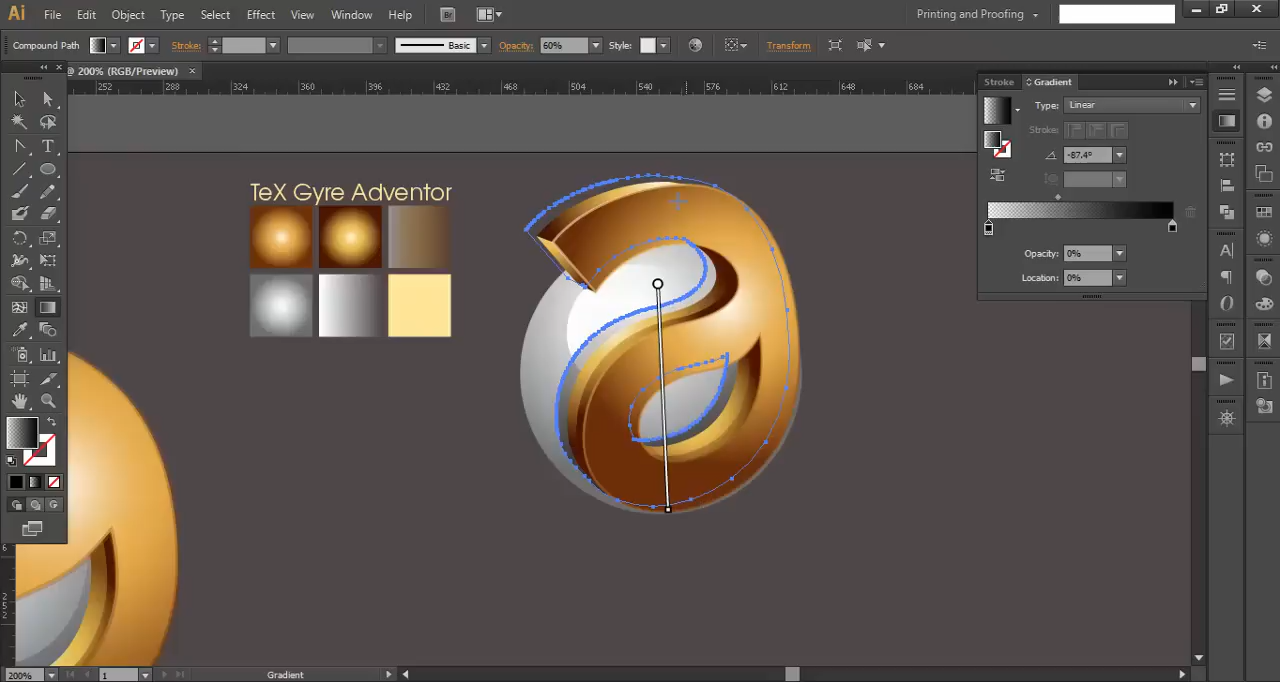 Ai File Edit Object Type Select Effect View Window Help Br Printing and Proofing
Compound Path Stroke: Basic Opacity: 60% Style: Transform
@ 200% (RGB/Preview) ×
252 288 324 360 396 432 468 504 540 576 612 648 684
Stroke Gradient
Type: Linear
Stroke:
-87.4°
Opacity: 0%
Location: 0%
TeX Gyre Adventor
200% 1 Gradient